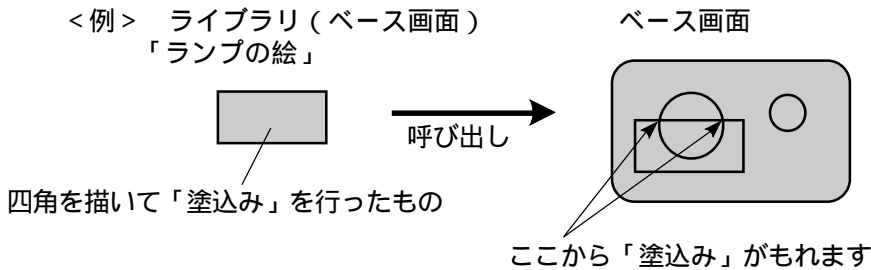 <例> ライブラリ(ベース画面) ベース画面
「ランプの絵」
呼び出し
四角を描いて「塗込み」を行ったもの
ここから「塗込み」がもれます